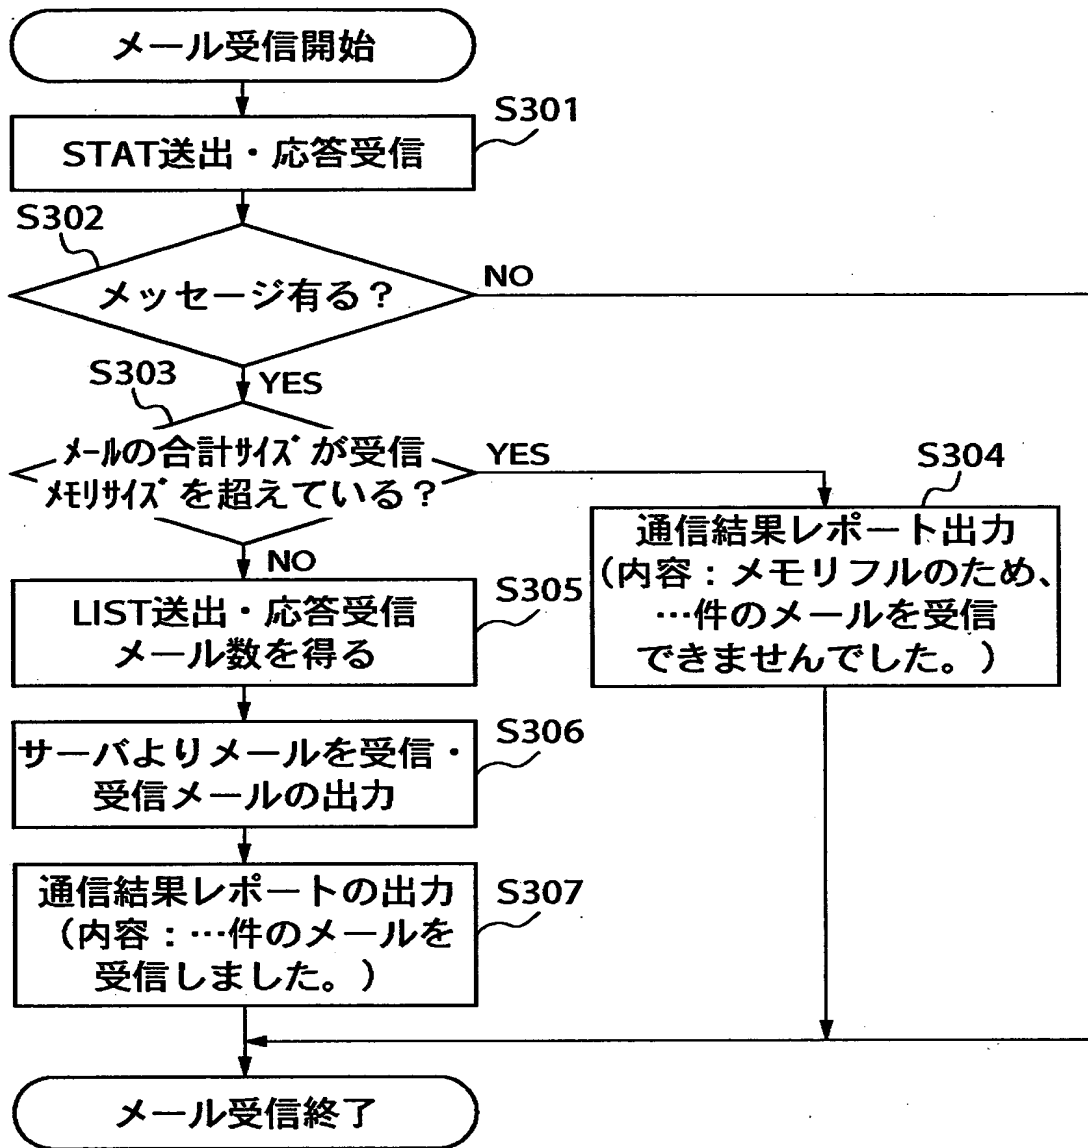 メール受信開始
S301
STAT送出・応答受信
S302
メッセージ有る？
NO
S303
YES
ﾒｰﾙの合計ｻｲｽﾞが受信
ﾒﾓﾘｻｲｽﾞを超えている？
YES
S304
通信結果レポート出力
（内容：メモリフルのため、
…件のメールを受信
できませんでした。）
NO
S305
LIST送出・応答受信
メール数を得る
S306
サーバよりメールを受信・
受信メールの出力
S307
通信結果レポートの出力
（内容：…件のメールを
受信しました。）
メール受信終了